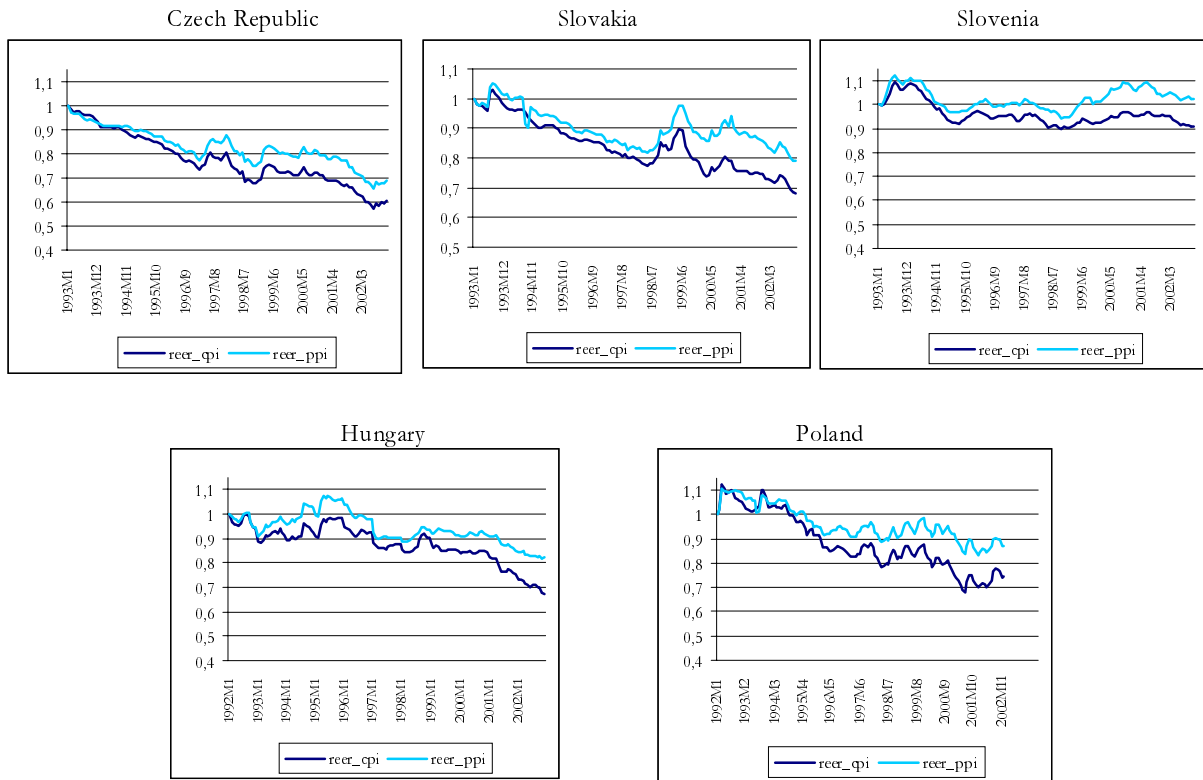 Czech Republic
1,1
1
0,9
0,8
0,7
0,6
0,5
0,4
1993M1
1993M12
1994M11
1995M10
1996M9
1997M8
1998M7
1999M6
2000M5
2001M4
2002M3
reer_cpi reer_ppi
Slovakia
1,1
1
0,9
0,8
0,7
0,6
0,5
1993M1
1993M12
1994M11
1995M10
1996M9
1997M8
1998M7
1999M6
2000M5
2001M4
2002M3
reer_cpi reer_ppi
Slovenia
1,1
1
0,9
0,8
0,7
0,6
0,5
0,4
1993M1
1993M12
1994M11
1995M10
1996M9
1997M8
1998M7
1999M6
2000M5
2001M4
2002M3
reer_cpi reer_ppi
Hungary
1,1
1
0,9
0,8
0,7
0,6
0,5
0,4
1992M1
1993M1
1994M1
1995M1
1996M1
1997M1
1998M1
1999M1
2000M1
2001M1
2002M1
reer_cpi reer_ppi
Poland
1,1
1
0,9
0,8
0,7
0,6
0,5
0,4
1992M1
1993M2
1994M3
1995M4
1996M5
1997M6
1998M7
1999M8
2000M9
2001M10
2002M11
reer_cpi reer_ppi